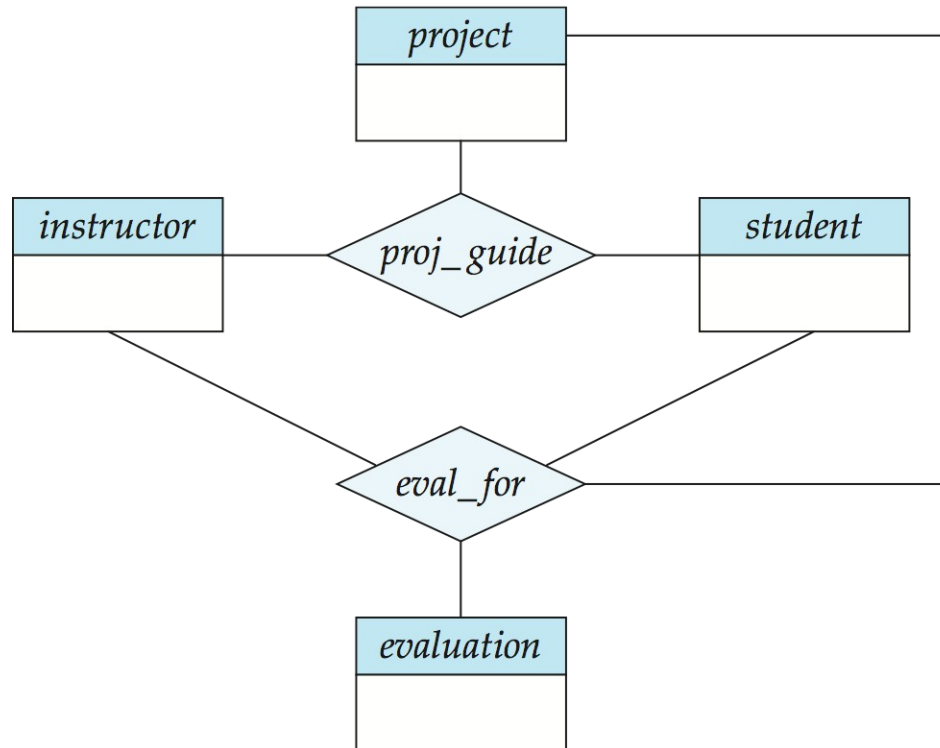 project
instructor
proj_guide
student
eval_for
evaluation